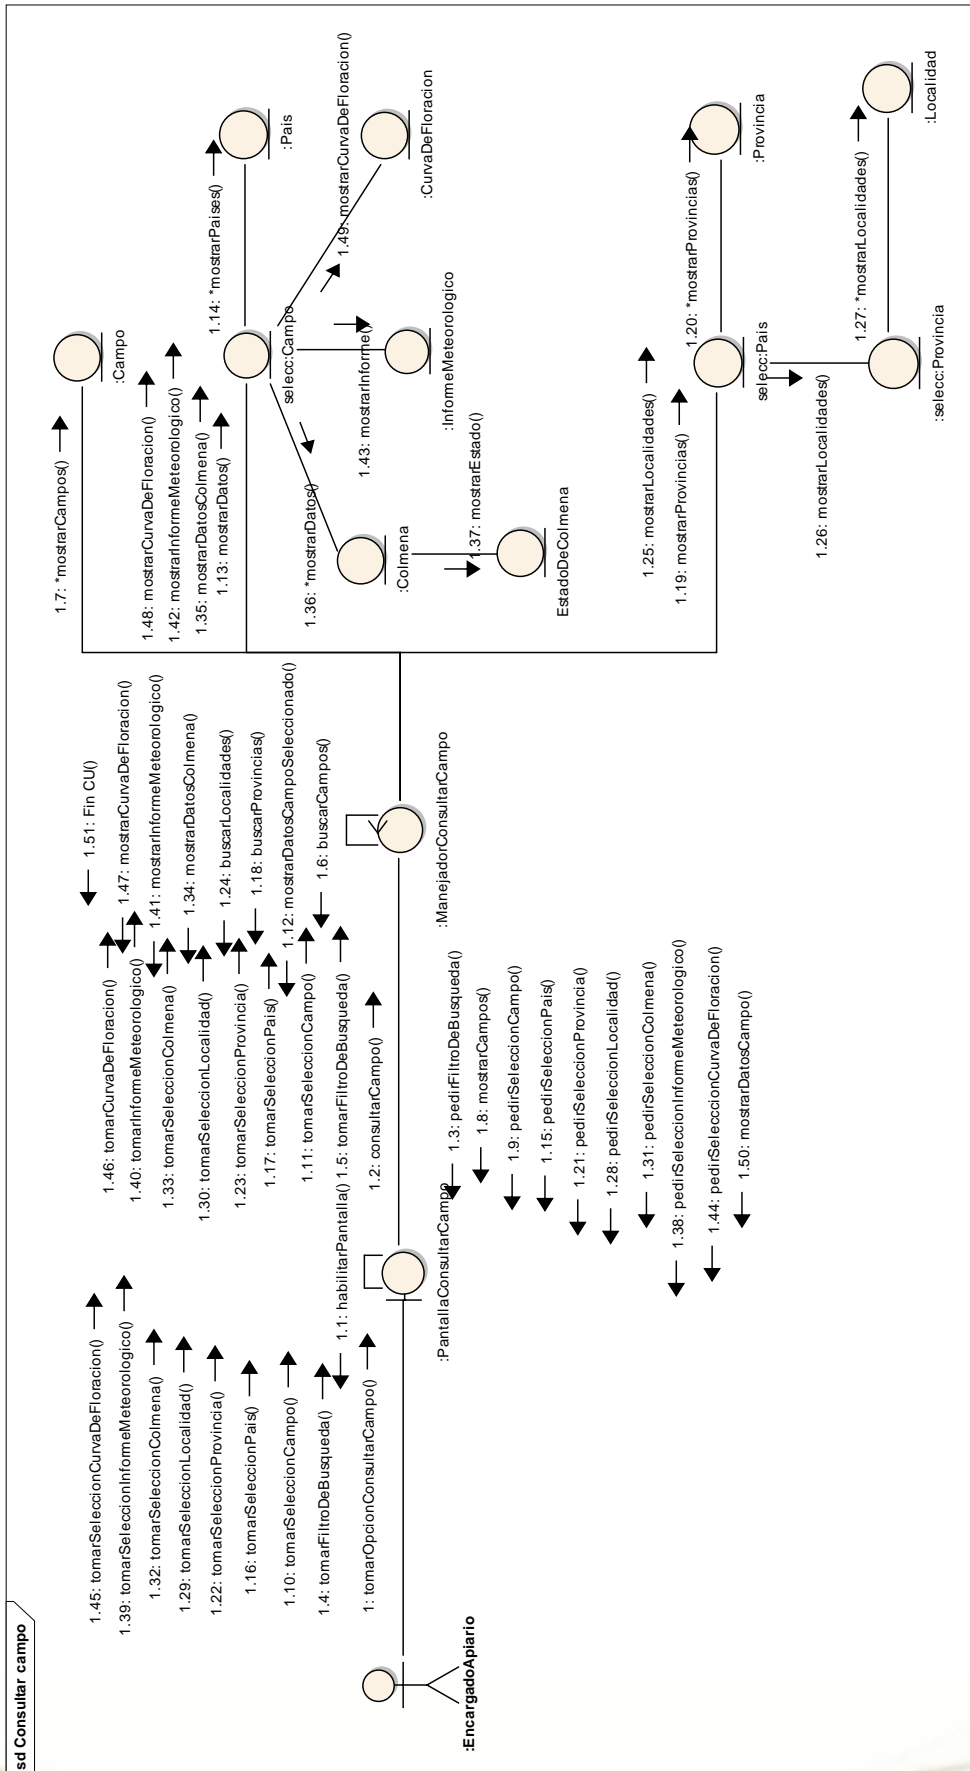 sd Consultar campo
:EncargadoApiario
1.45: tomarSeleccionCurvaDeFloracion()
1.39: tomarSeleccionInformeMeteorologico()
1.32: tomarSeleccionColmena()
1.29: tomarSeleccionLocalidad()
1.22: tomarSeleccionProvincia()
1.16: tomarSeleccionPais()
1.10: tomarSeleccionCampo()
1.4: tomarFiltroDeBusqueda()
1: tomarOpcionConsultarCampo()
1.1: habilitarPantalla()
:PantallaConsultarCampo
1.46: tomarCurvaDeFloracion()
1.40: tomarInformeMeteorologico()
1.33: tomarSeleccionColmena()
1.30: tomarSeleccionLocalidad()
1.23: tomarSeleccionProvincia()
1.17: tomarSeleccionPais()
1.11: tomarSeleccionCampo()
1.5: tomarFiltroDeBusqueda()
1.2: consultarCampo()
1.3: pedirFiltroDeBusqueda()
1.8: mostrarCampos()
1.9: pedirSeleccionCampo()
1.15: pedirSeleccionPais()
1.21: pedirSeleccionProvincia()
1.28: pedirSeleccionLocalidad()
1.31: pedirSeleccionColmena()
1.38: pedirSeleccionInformeMeteorologico()
1.44: pedirSelecccionCurvaDeFloracion()
1.50: mostrarDatosCampo()
1.51: Fin CU()
1.47: mostrarCurvaDeFloracion()
1.41: mostrarInformeMeteorologico()
1.34: mostrarDatosColmena()
1.24: buscarLocalidades()
1.18: buscarProvincias()
1.12: mostrarDatosCampoSeleccionado()
1.6: buscarCampos()
:ManejadorConsultarCampo
1.7: *mostrarCampos()
:Campo
1.48: mostrarCurvaDeFloracion()
1.42: mostrarInformeMeteorologico()
1.35: mostrarDatosColmena()
1.13: mostrarDatos()
selecc:Campo
1.14: *mostrarPaises()
:Pais
1.49: mostrarCurvaDeFloracion()
:CurvaDeFloracion
1.43: mostrarInforme()
:InformeMeteorologico
1.36: *mostrarDatos()
:Colmena
1.37: mostrarEstado()
EstadoDeColmena
1.25: mostrarLocalidades()
1.19: mostrarProvincias()
selecc:Pais
1.20: *mostrarProvincias()
:Provincia
1.26: mostrarLocalidades()
:selecc:Provincia
1.27: *mostrarLocalidades()
:Localidad